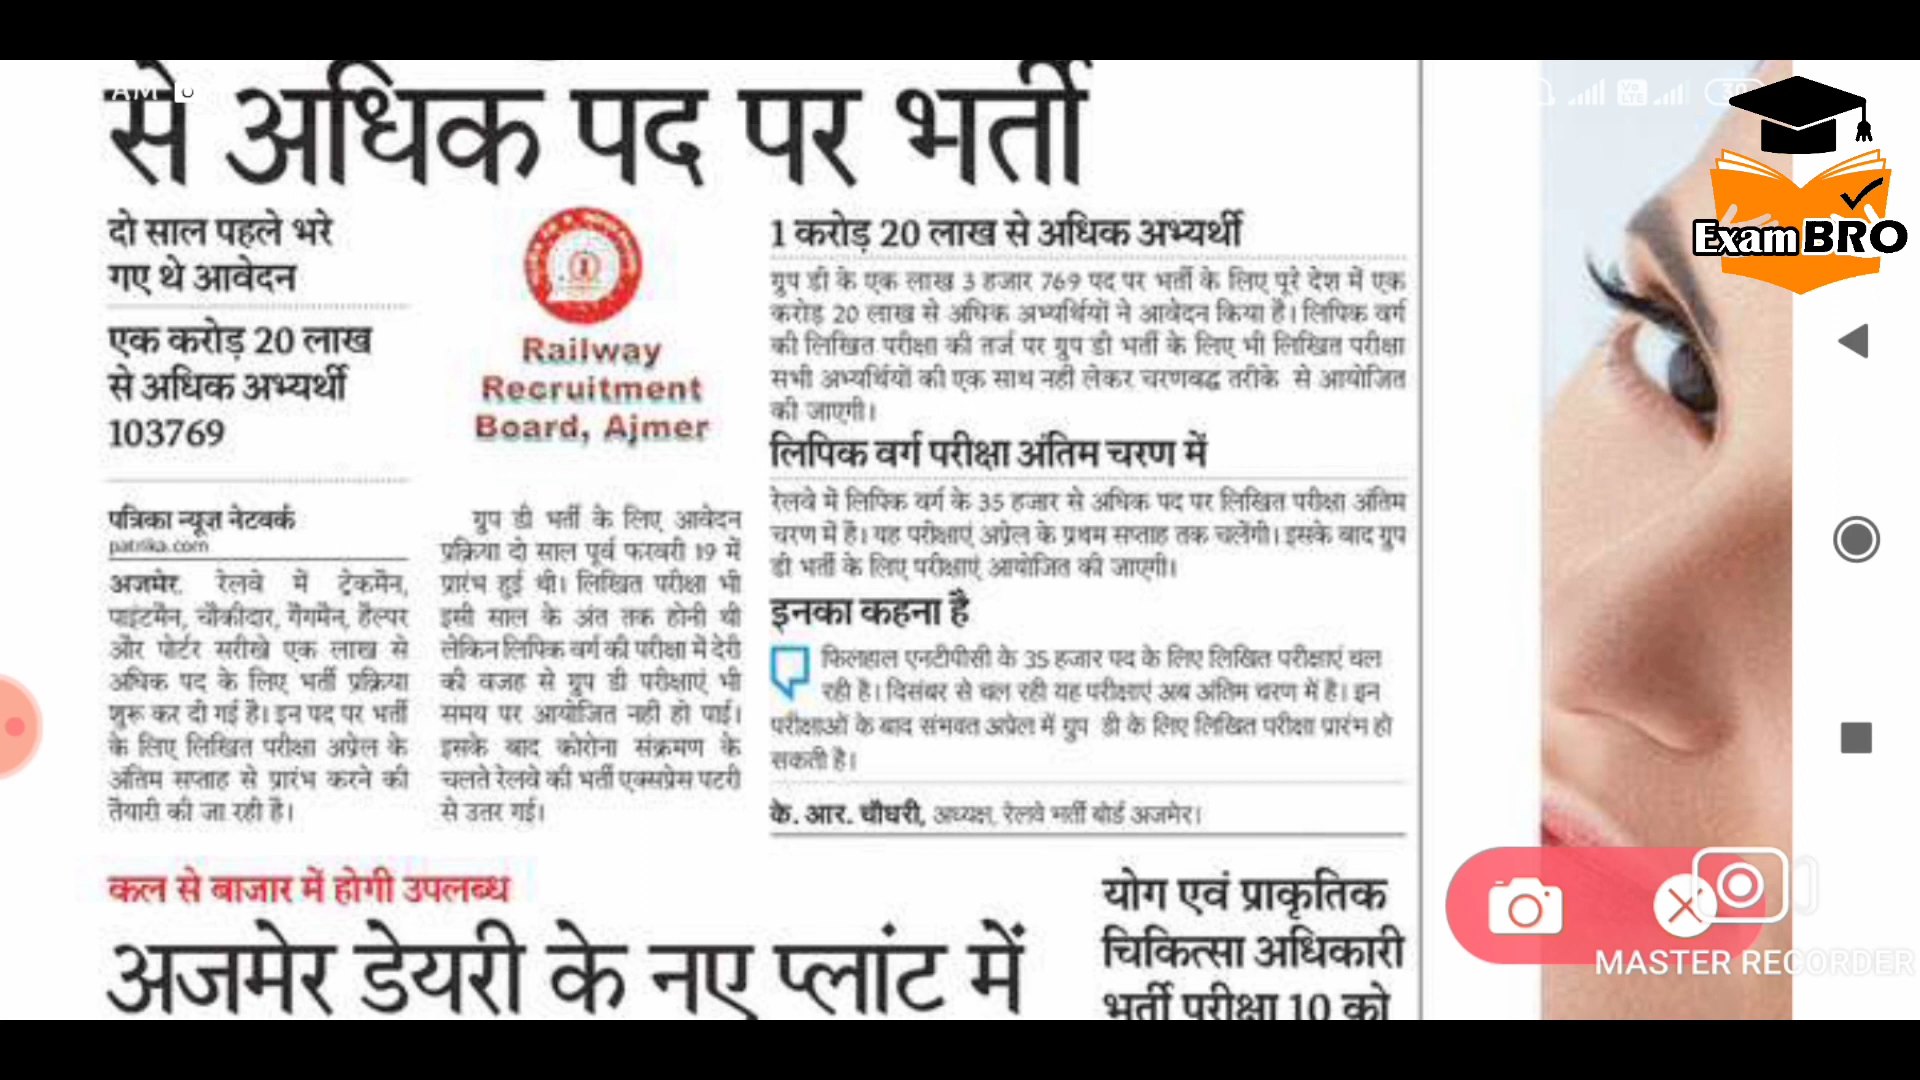 से अधिक पद पर भर्ती
दो साल पहले भरे
गए थे आवेदन
एक करोड़ 20 लाख
से अधिक अभ्यर्थी
103769
Railway
Recruitment
Board, Ajmer
पत्रिका न्यूज़ नेटवर्क
patrika.com
अजमेर. रेलवे में ट्रेकमैन,
पाइंटमैन, चौकीदार, गैंगमैन, हैल्पर
और पोर्टर सरीखे एक लाख से
अधिक पद के लिए भर्ती प्रक्रिया
शुरू कर दी गई है। इन पद पर भर्ती
के लिए लिखित परीक्षा अप्रेल के
अंतिम सप्ताह से प्रारंभ करने की
तैयारी की जा रही है।
ग्रुप डी भर्ती के लिए आवेदन
प्रक्रिया दो साल पूर्व फरवरी 19 में
प्रारंभ हुई थी। लिखित परीक्षा भी
इसी साल के अंत तक होनी थी
लेकिन लिपिक वर्ग की परीक्षा में देरी
की वजह से ग्रुप डी परीक्षाएं भी
समय पर आयोजित नहीं हो पाई।
इसके बाद कोरोना संक्रमण के
चलते रेलवे की भर्ती एक्सप्रेस पटरी
से उतर गई।
1 करोड़ 20 लाख से अधिक अभ्यर्थी
ग्रुप डी के एक लाख 3 हजार 769 पद पर भर्ती के लिए पूरे देश में एक
करोड़ 20 लाख से अधिक अभ्यर्थियों ने आवेदन किया है। लिपिक वर्ग
की लिखित परीक्षा की तर्ज पर ग्रुप डी भर्ती के लिए भी लिखित परीक्षा
सभी अभ्यर्थियों की एक साथ नहीं लेकर चरणबद्ध तरीके से आयोजित
की जाएगी।
लिपिक वर्ग परीक्षा अंतिम चरण में
रेलवे में लिपिक वर्ग के 35 हजार से अधिक पद पर लिखित परीक्षा अंतिम
चरण में है। यह परीक्षाएं अप्रेल के प्रथम सप्ताह तक चलेंगी। इसके बाद ग्रुप
डी भर्ती के लिए परीक्षाएं आयोजित की जाएगी।
इनका कहना है
फिलहाल एनटीपीसी के 35 हजार पद के लिए लिखित परीक्षाएं चल
रही है। दिसंबर से चल रही यह परीक्षाएं अब अंतिम चरण में है। इन
परीक्षाओं के बाद संभवत अप्रेल में ग्रुप डी के लिए लिखित परीक्षा प्रारंभ हो
सकती है।
के. आर. चौधरी, अध्यक्ष, रेलवे भर्ती बोर्ड अजमेर।
कल से बाजार में होगी उपलब्ध
अजमेर डेयरी के नए प्लांट में
योग एवं प्राकृतिक
चिकित्सा अधिकारी
भर्ती परीक्षा 10 को
Exam BRO
MASTER RECORDER